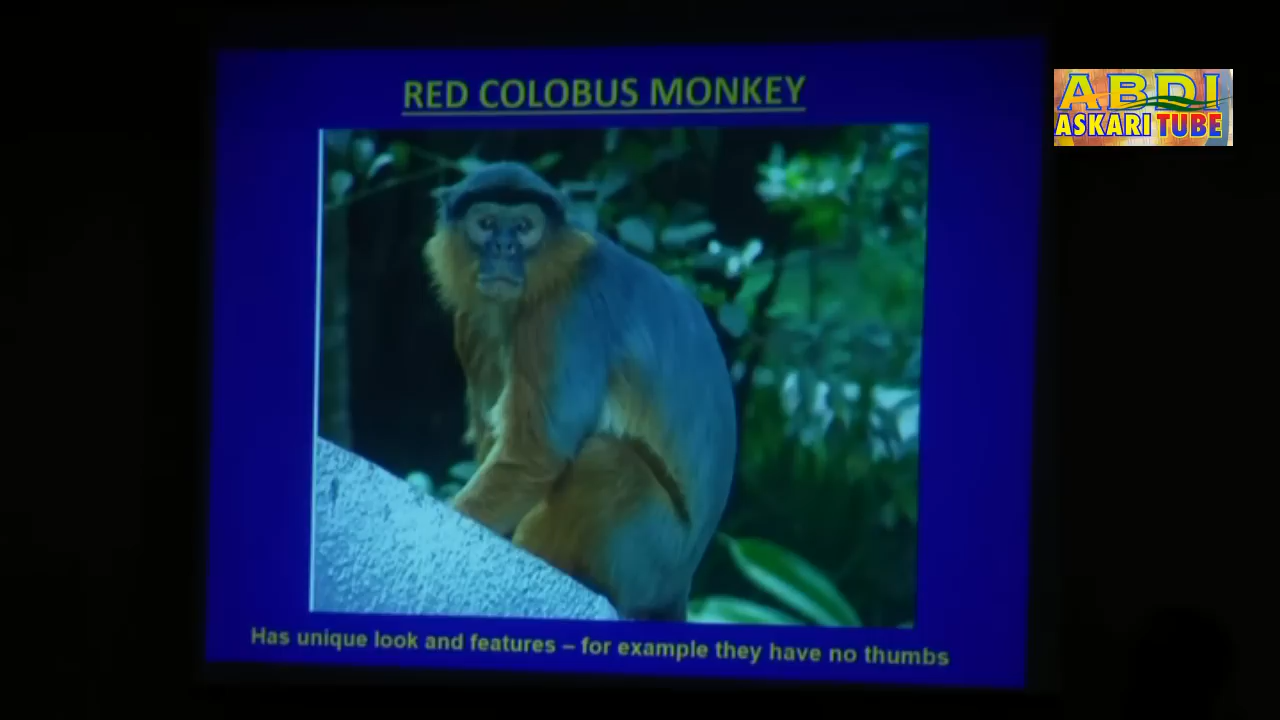 RED COLOBUS MONKEY
ABDI
ASKARI TUBE
Has unique look and features – for example they have no thumbs